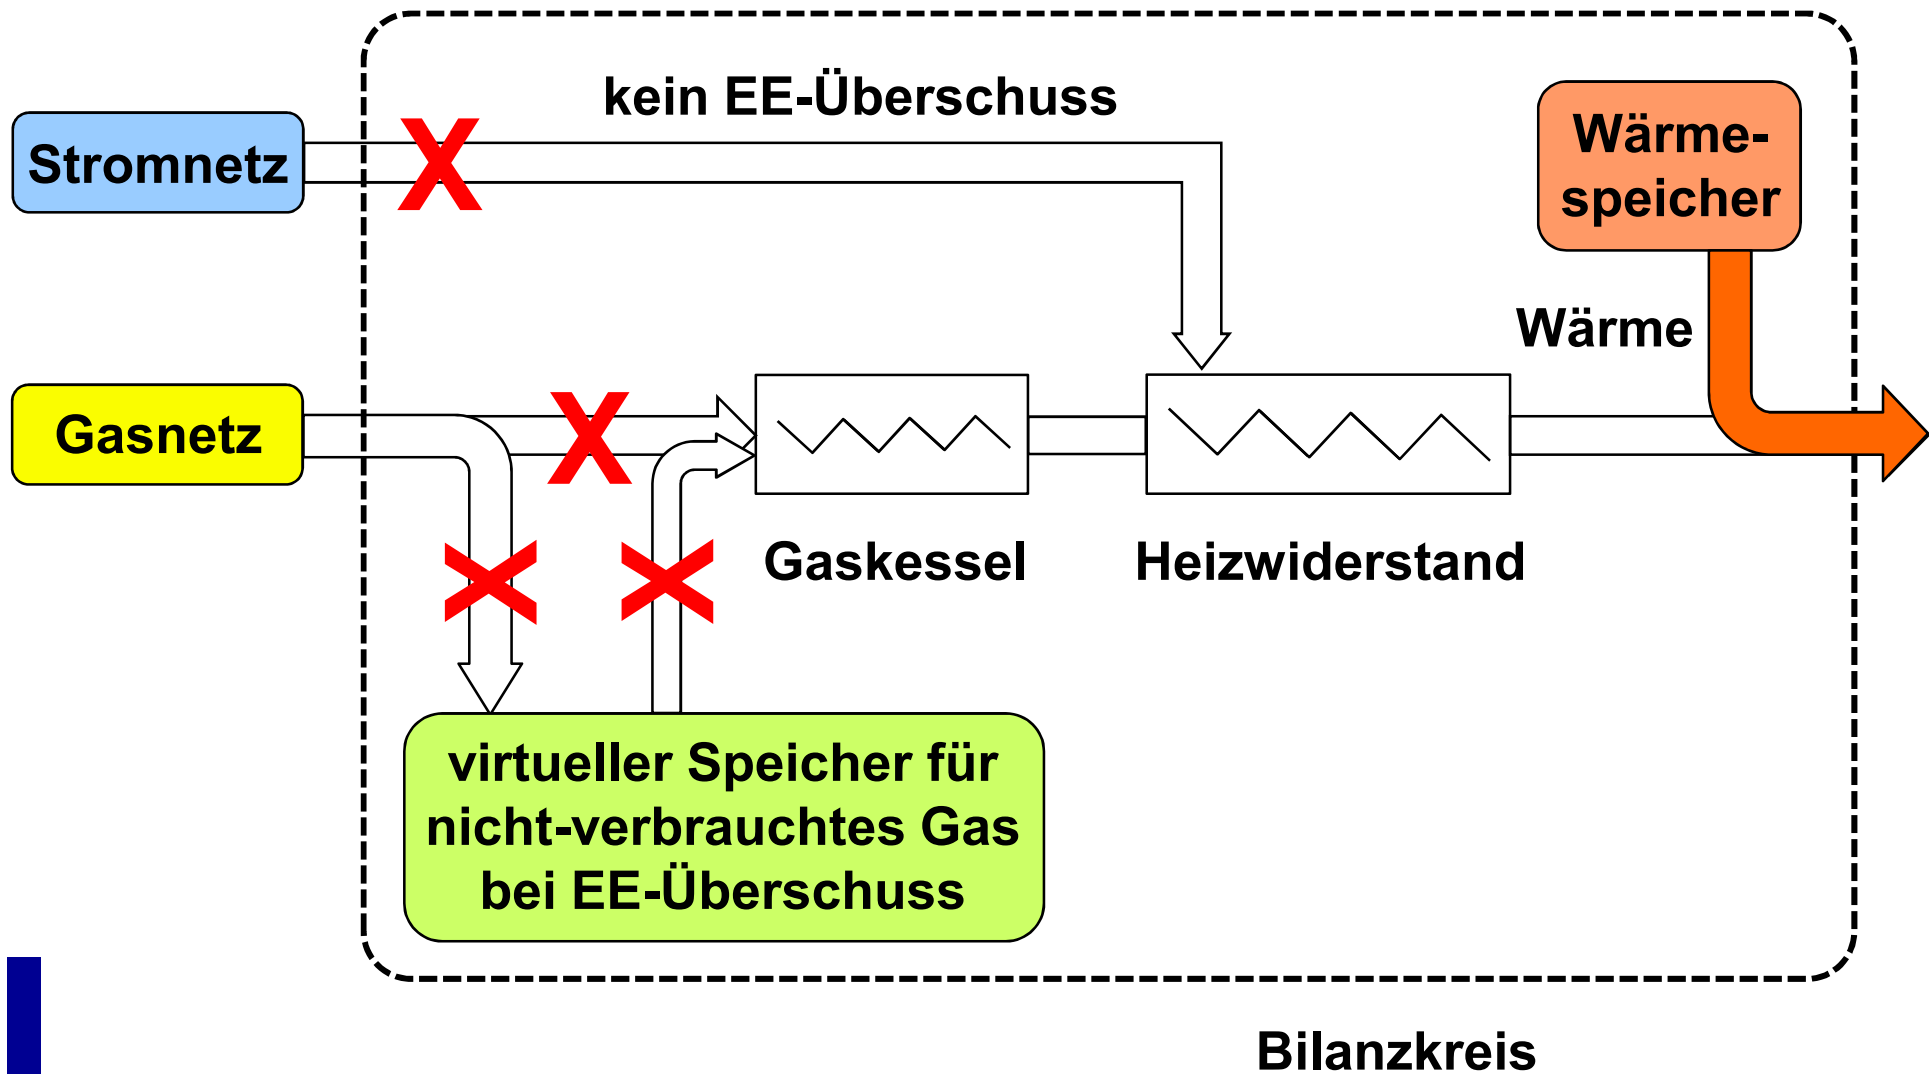 kein EE-Überschuss
Stromnetz
Wärme-
speicher
Wärme
Gasnetz
Gaskessel
Heizwiderstand
virtueller Speicher für
nicht-verbrauchtes Gas
bei EE-Überschuss
Bilanzkreis